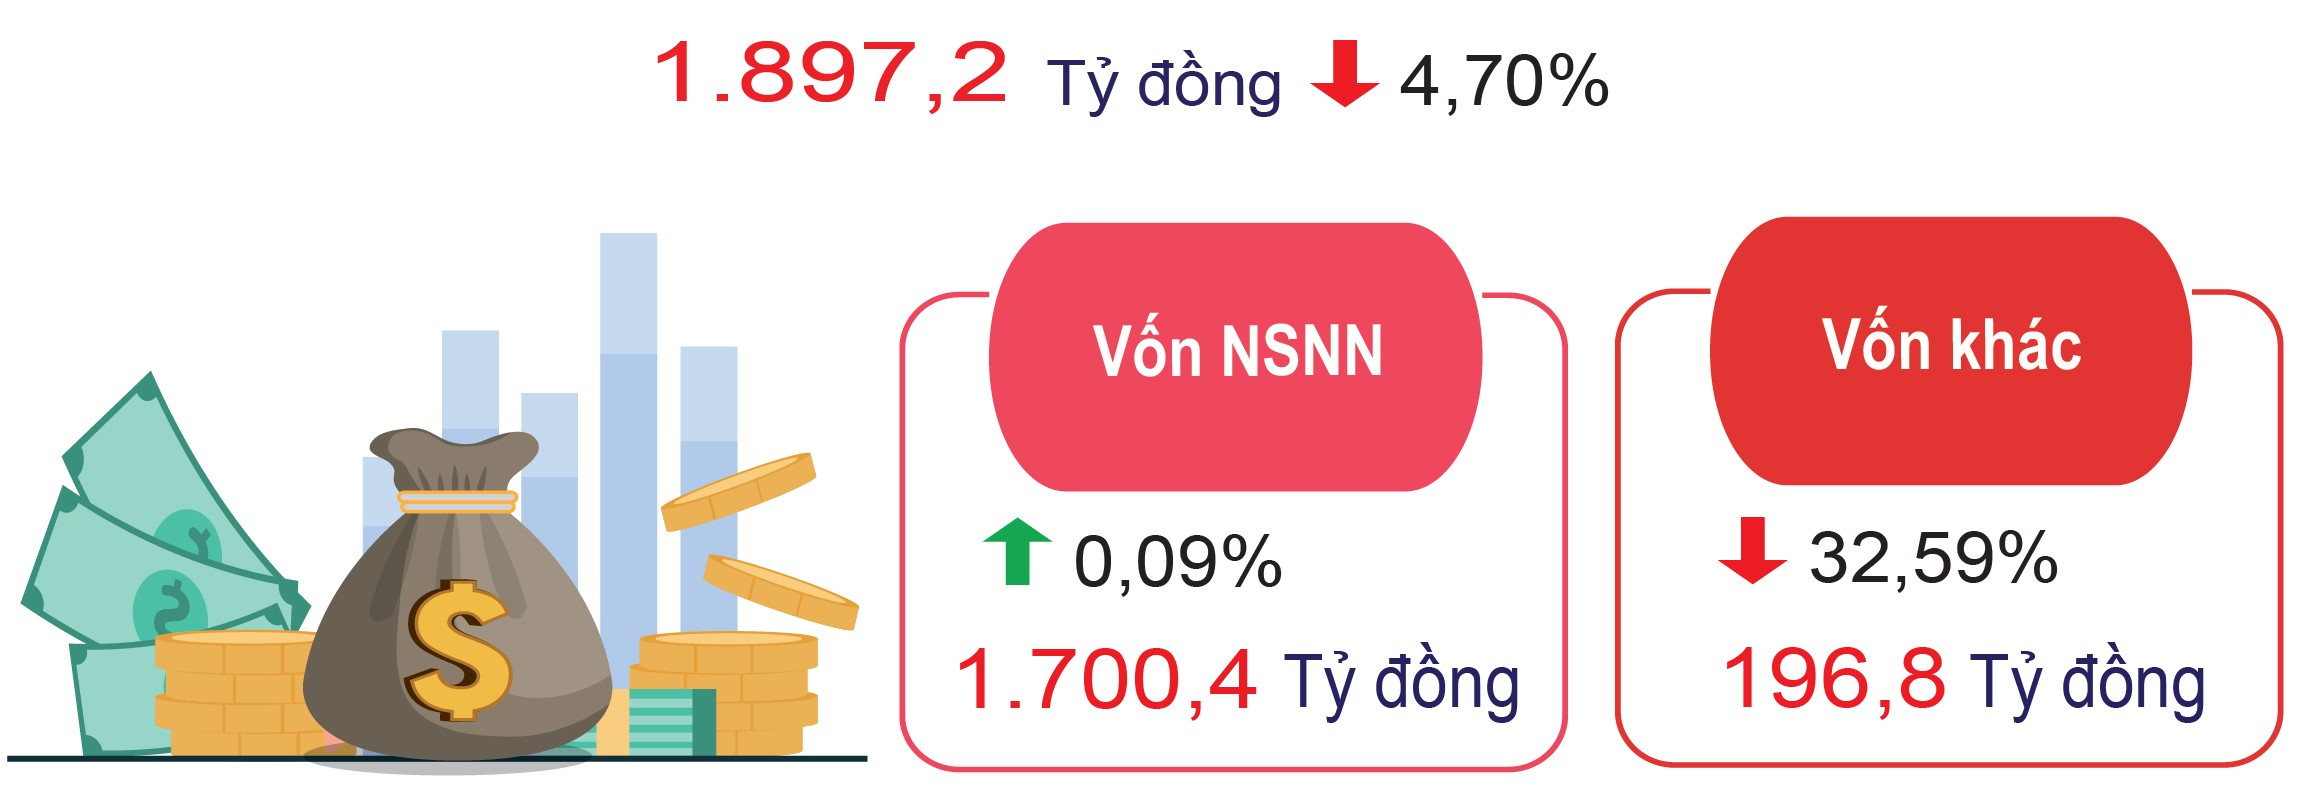 1.897,2 Tỷ đồng 4,70%
Vốn NSNN
0,09%
1.700,4 Tỷ đồng
Vốn khác
32,59%
196,8 Tỷ đồng